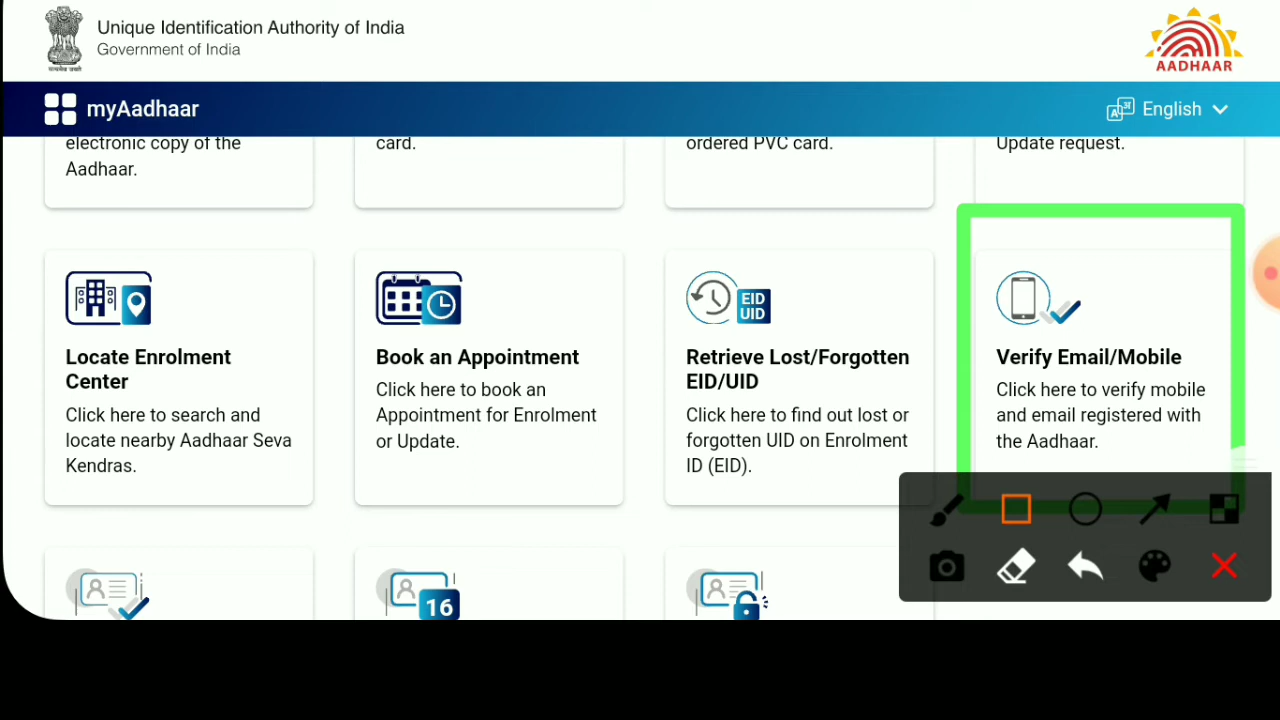 Unique Identification Authority of India
Government of India
AADHAAR
myAadhaar
English
electronic copy of the
Aadhaar.
card.
ordered PVC card.
Update request.
Locate Enrolment
Center
Click here to search and
locate nearby Aadhaar Seva
Kendras.
Book an Appointment
Click here to book an
Appointment for Enrolment
or Update.
EID
UID
Retrieve Lost/Forgotten
EID/UID
Click here to find out lost or
forgotten UID on Enrolment
ID (EID).
Verify Email/Mobile
Click here to verify mobile
and email registered with
the Aadhaar.
16